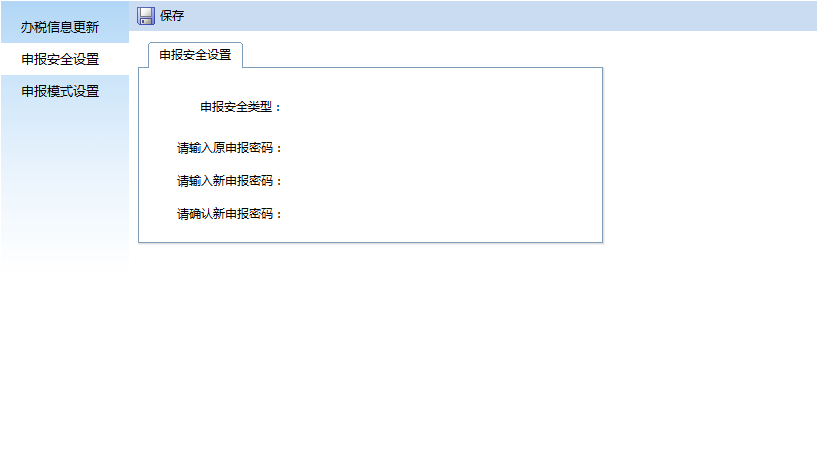 办税信息更新
申报安全设置
申报模式设置
保存
申报安全设置
申报安全类型：
请输入原申报密码：
请输入新申报密码：
请确认新申报密码：